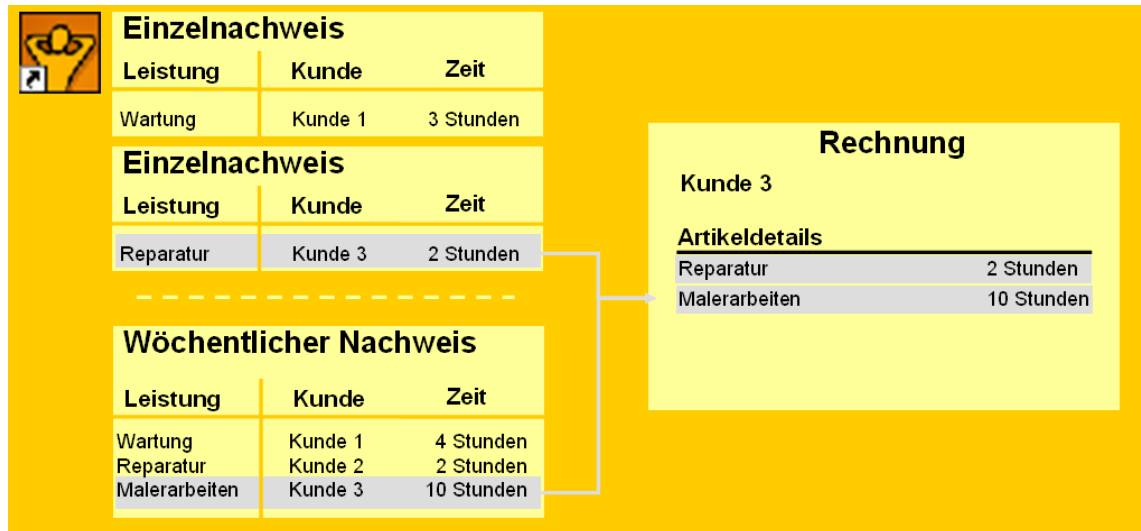 Einzelnachweis
Leistung Kunde Zeit
Wartung Kunde 1 3 Stunden
Einzelnachweis
Leistung Kunde Zeit
Reparatur Kunde 3 2 Stunden
Wöchentlicher Nachweis
Leistung Kunde Zeit
Wartung Kunde 1 4 Stunden
Reparatur Kunde 2 2 Stunden
Malerarbeiten Kunde 3 10 Stunden
Rechnung
Kunde 3
Artikeldetails
Reparatur 2 Stunden
Malerarbeiten 10 Stunden